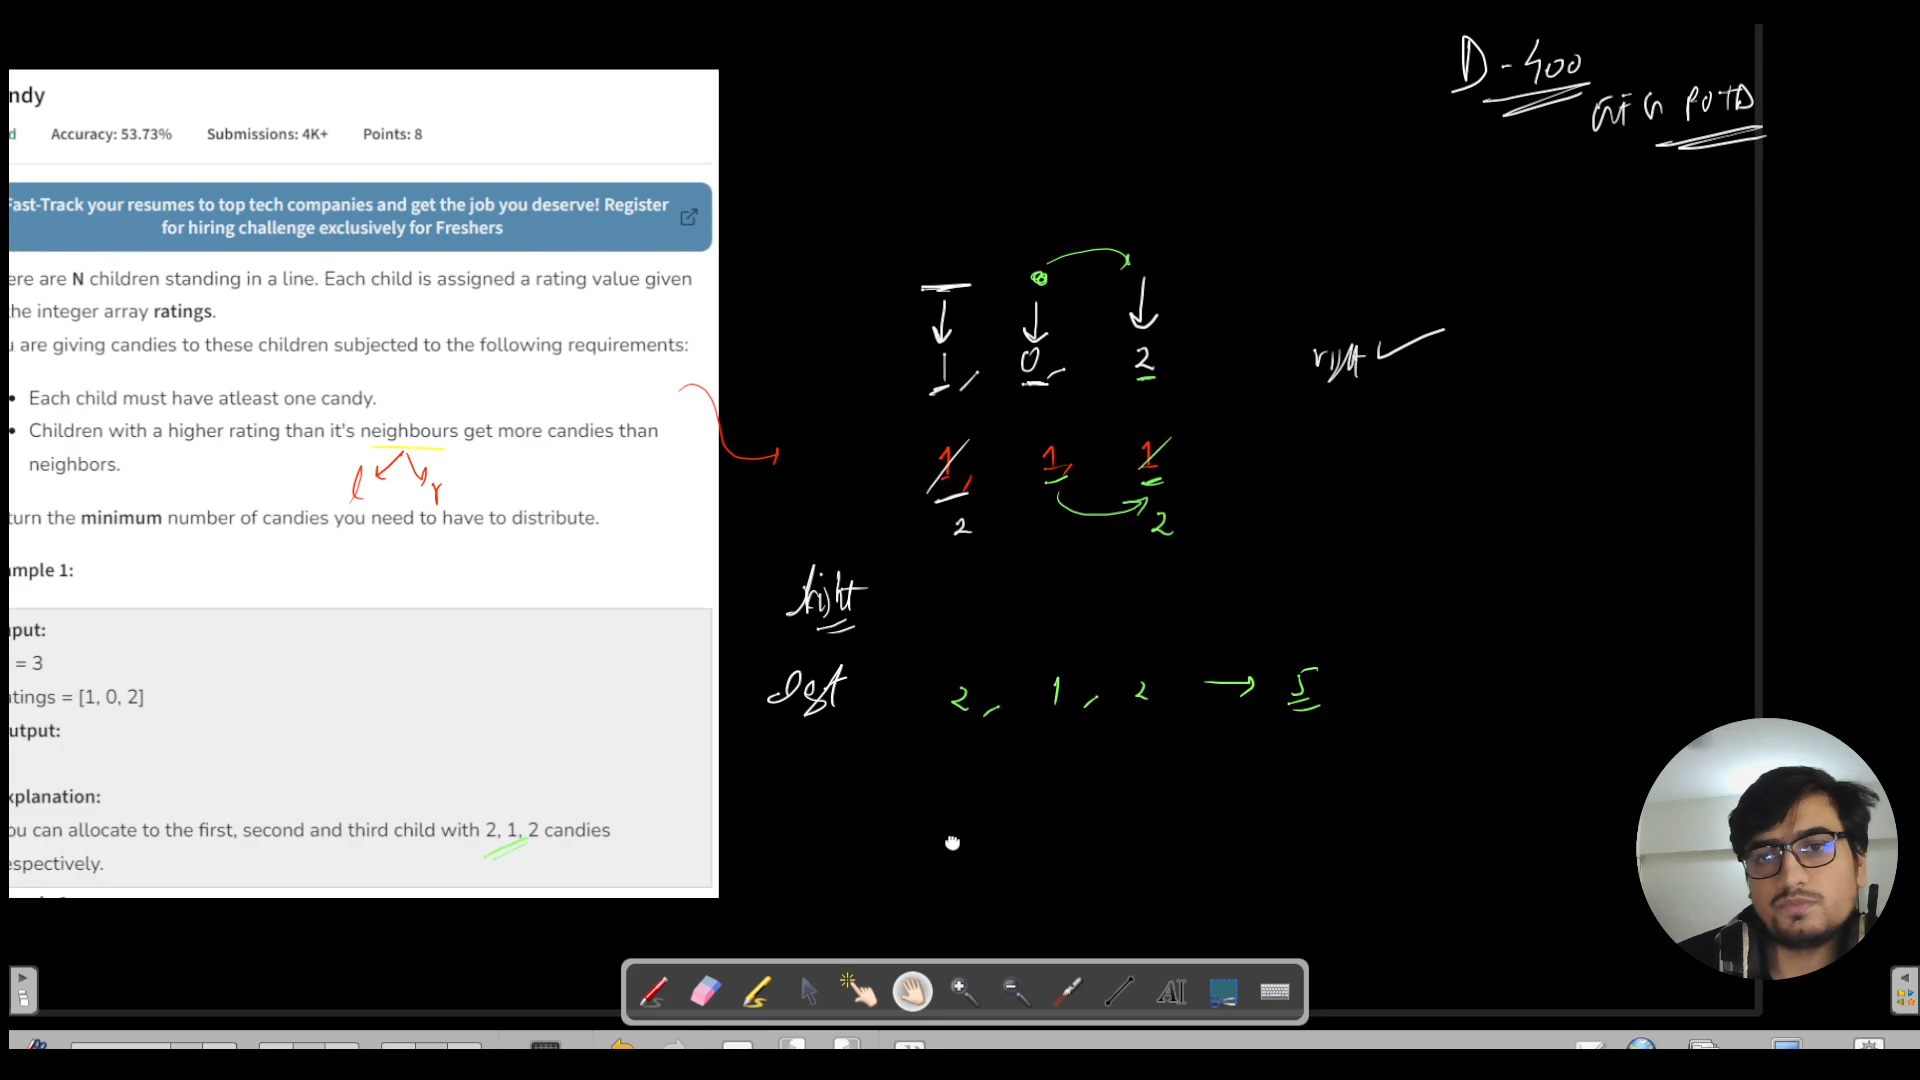 ndy
d Accuracy: 53.73% Submissions: 4K+ Points: 8
Fast-Track your resumes to top tech companies and get the job you deserve! Register
for hiring challenge exclusively for Freshers
ere are N children standing in a line. Each child is assigned a rating value given
the integer array ratings.
u are giving candies to these children subjected to the following requirements:
• Each child must have atleast one candy.
• Children with a higher rating than it's neighbours get more candies than
neighbors.
l r
turn the minimum number of candies you need to have to distribute.
ample 1:
nput:
= 3
atings = [1, 0, 2]
utput:
xplanation:
ou can allocate to the first, second and third child with 2, 1, 2 candies
espectively.
D-400
GFG POTD
1, 0, 2
right
1, 1, 1
2 2
right
2, 1, 2 → 5
AI